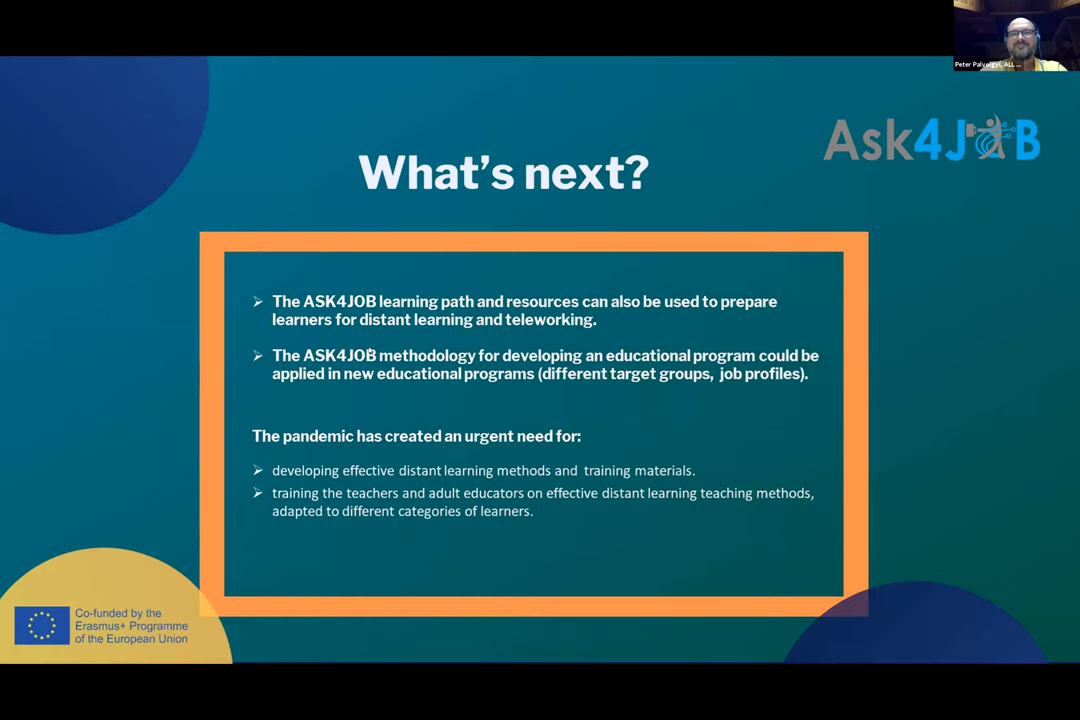 Peter Palvolgyi, ALL ...
Ask4JOB
What's next?
➢ The ASK4JOB learning path and resources can also be used to prepare
learners for distant learning and teleworking.
➢ The ASK4JOB methodology for developing an educational program could be
applied in new educational programs (different target groups, job profiles).
The pandemic has created an urgent need for:
➢ developing effective distant learning methods and training materials.
➢ training the teachers and adult educators on effective distant learning teaching methods,
adapted to different categories of learners.
Co-funded by the
Erasmus+ Programme
of the European Union